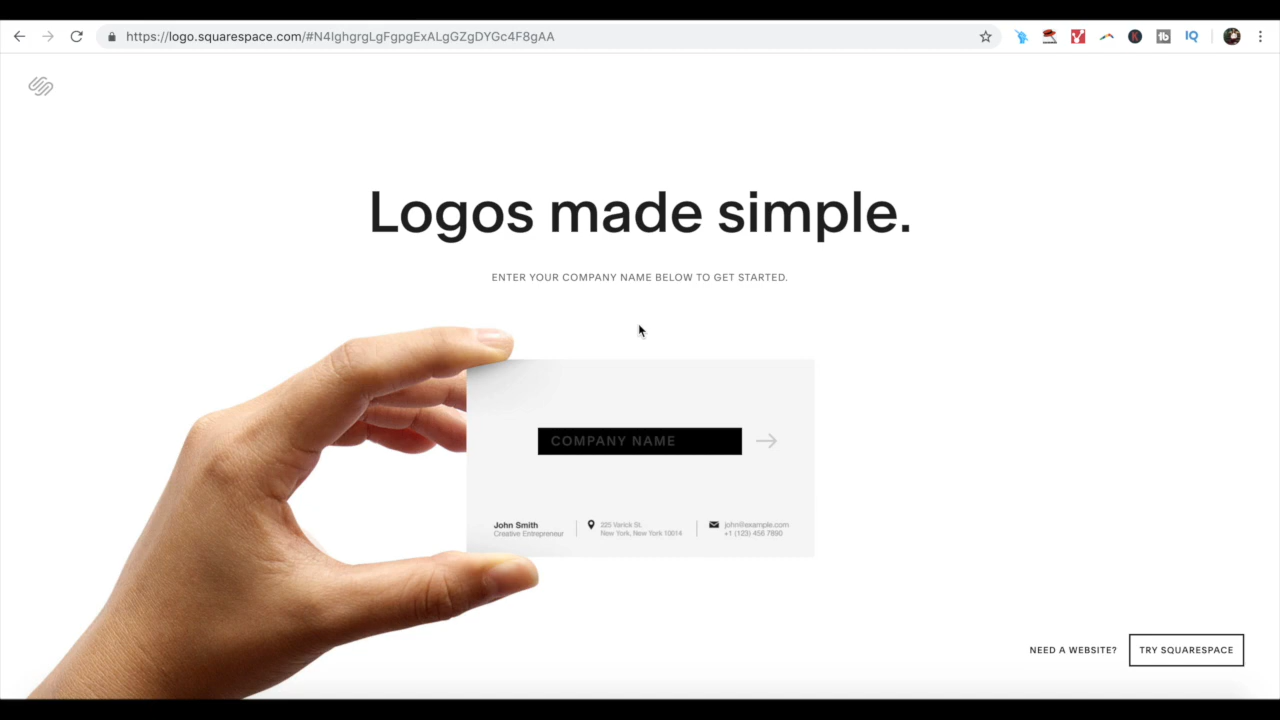 https://logo.squarespace.com/#N4IghgrgLgFgpgExALgGZgDYGc4F8gAA
Logos made simple.
ENTER YOUR COMPANY NAME BELOW TO GET STARTED.
COMPANY NAME
John Smith
Creative Entrepreneur
225 Varick St.
New York, New York 10014
john@example.com
+1 (123) 456 7890
NEED A WEBSITE?
TRY SQUARESPACE